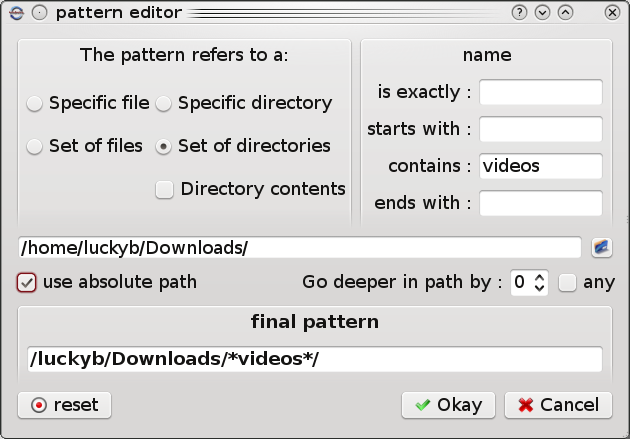 pattern editor
The pattern refers to a:
Specific file
Specific directory
Set of files
Set of directories
Directory contents
name
is exactly :
starts with :
contains : videos
ends with :
/home/luckyb/Downloads/
use absolute path
Go deeper in path by : 0 any
final pattern
/luckyb/Downloads/*videos*/
reset
Okay
Cancel